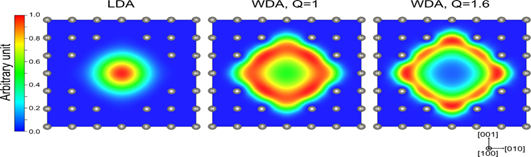 LDA
WDA, Q=1
WDA, Q=1.6
Arbitrary unit
1.0
0.8
0.6
0.4
0.2
0.0
[001]
[100]
[010]